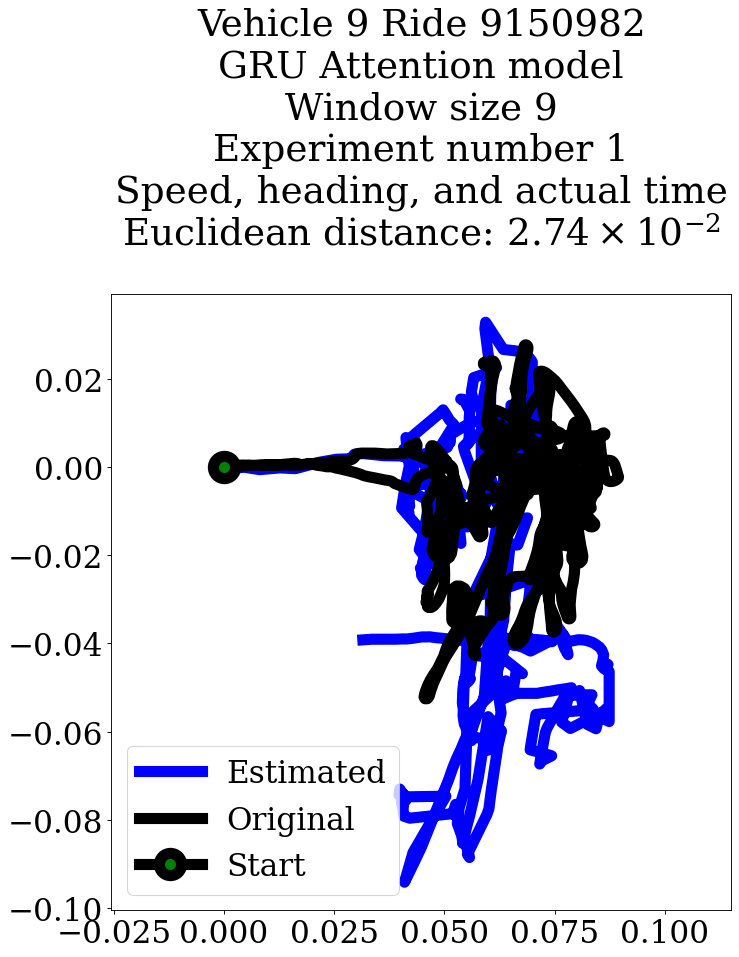 Vehicle 9 Ride 9150982
GRU Attention model
Window size 9
Experiment number 1
Speed, heading, and actual time
Euclidean distance: 2.74 × 10⁻²
0.02
0.00
−0.02
−0.04
−0.06
−0.08
−0.10
Estimated
Original
Start
−0.025 0.000 0.025 0.050 0.075 0.100